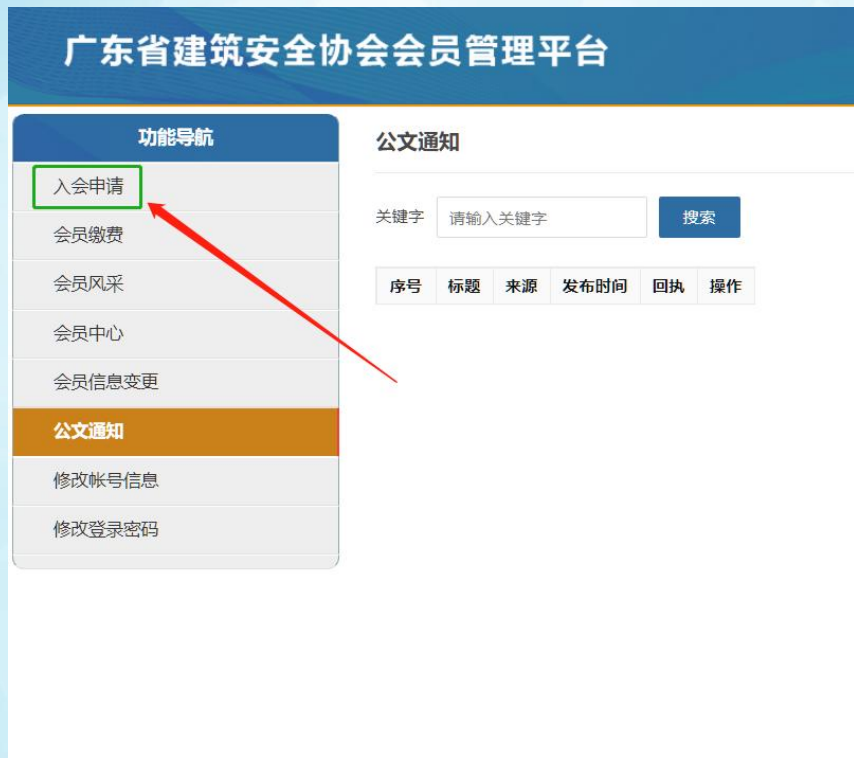 广东省建筑安全协会会员管理平台
功能导航
入会申请
会员缴费
会员风采
会员中心
会员信息变更
公文通知
修改帐号信息
修改登录密码
公文通知
关键字 请输入关键字 搜索
序号 标题 来源 发布时间 回执 操作